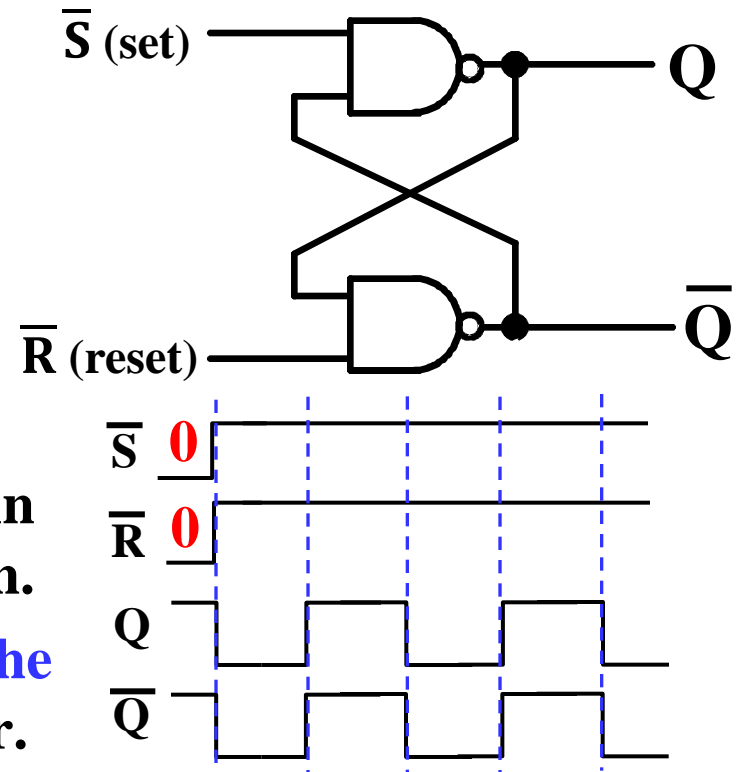 S̅ (set)
Q
Q̅
R̅ (reset)
S̅ 0
R̅ 0
Q
Q̅